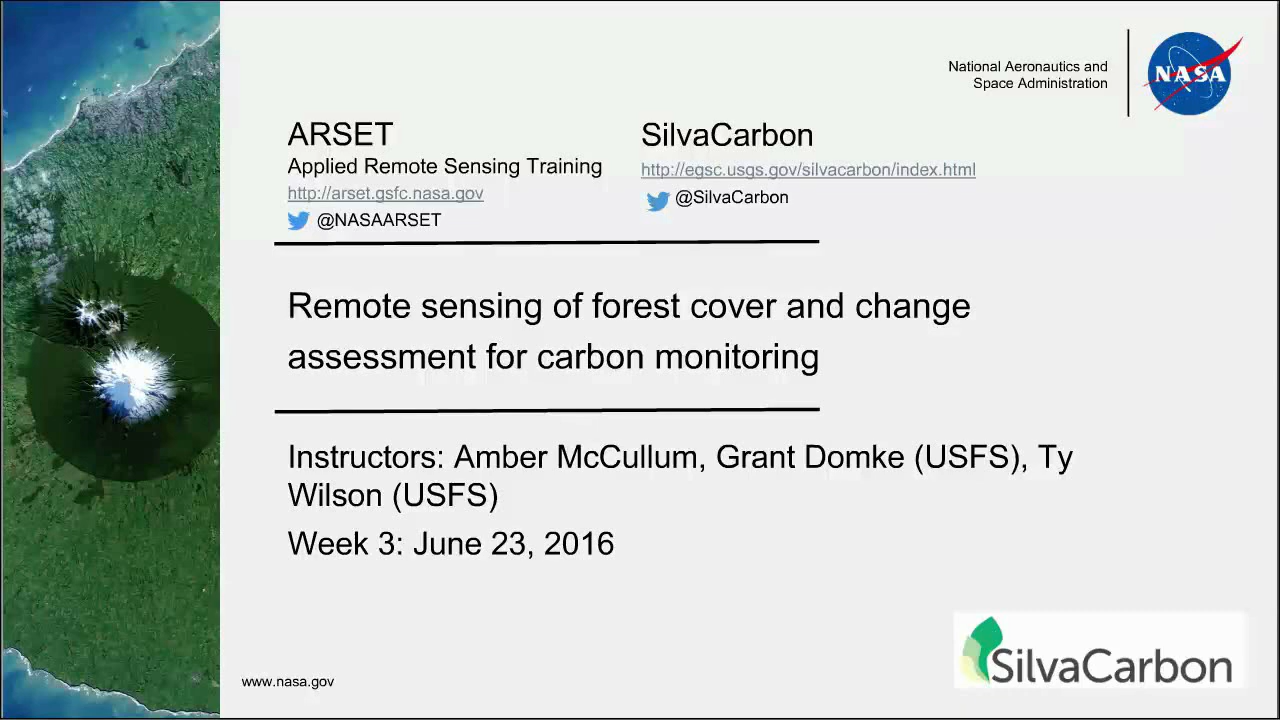 National Aeronautics and
Space Administration
NASA
ARSET
Applied Remote Sensing Training
http://arset.gsfc.nasa.gov
@NASAARSET
SilvaCarbon
http://egsc.usgs.gov/silvacarbon/index.html
@SilvaCarbon
Remote sensing of forest cover and change
assessment for carbon monitoring
Instructors: Amber McCullum, Grant Domke (USFS), Ty
Wilson (USFS)
Week 3: June 23, 2016
www.nasa.gov
SilvaCarbon